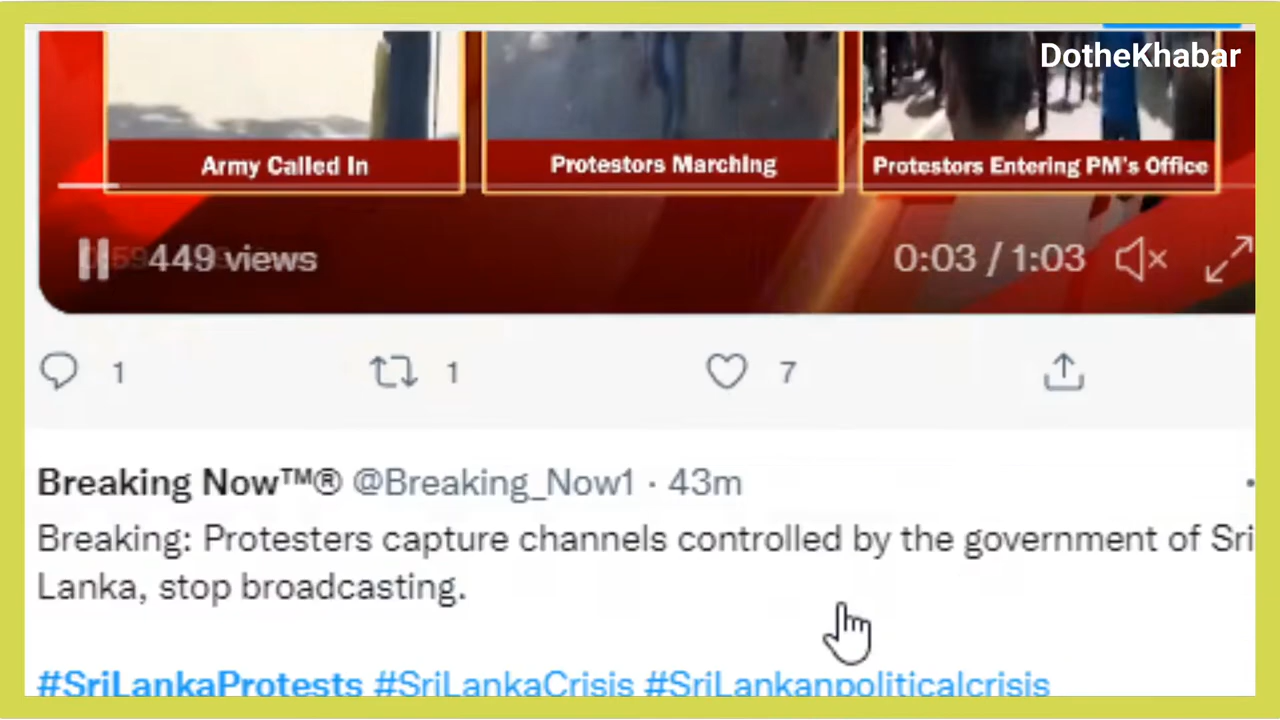 DotheKhabar
Army Called In
Protestors Marching
Protestors Entering PM's Office
449 views
0:03 / 1:03
1
1
7
Breaking Now™® @Breaking_Now1 · 43m
Breaking: Protesters capture channels controlled by the government of Sri
Lanka, stop broadcasting.
#SriLankaProtests #SriLankaCrisis #SriLankanpoliticalcrisis